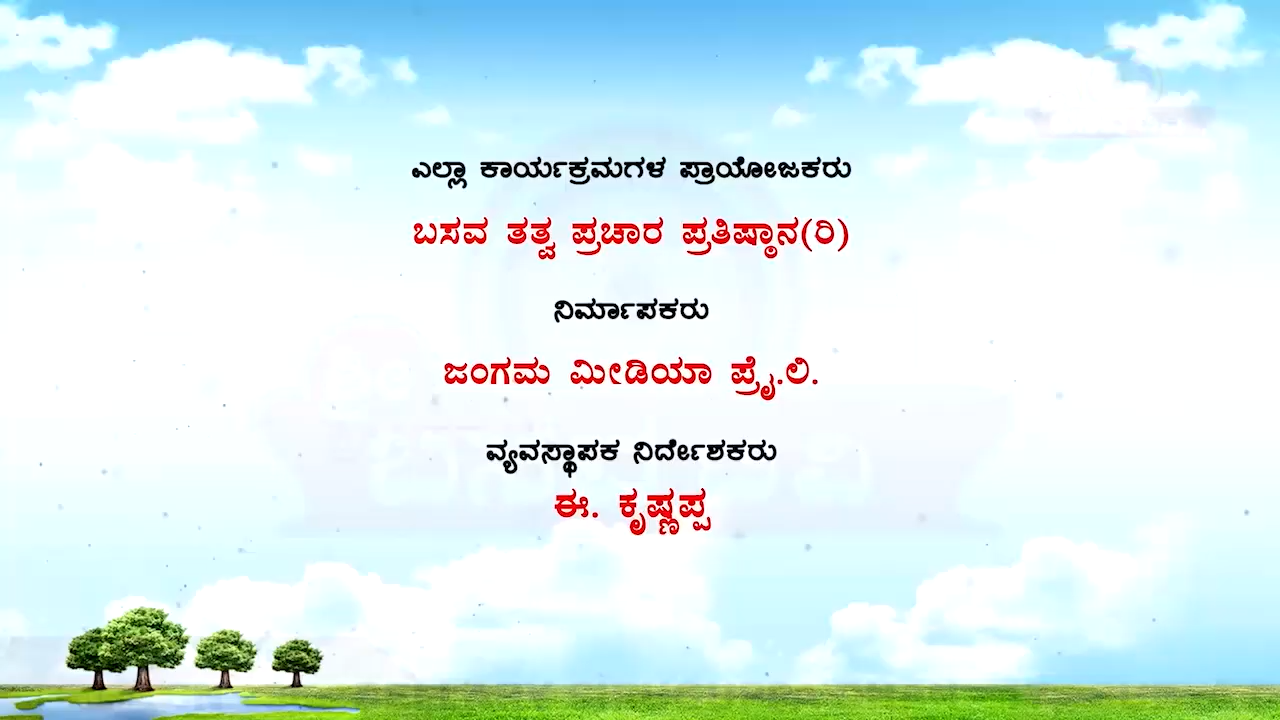 ಎಲ್ಲಾ ಕಾರ್ಯಕ್ರಮಗಳ ಪ್ರಾಯೋಜಕರು
ಬಸವ ತತ್ವ ಪ್ರಚಾರ ಪ್ರತಿಷ್ಠಾನ(ರಿ)
ನಿರ್ಮಾಪಕರು
ಜಂಗಮ ಮೀಡಿಯಾ ಪ್ರೈ.ಲಿ.
ವ್ಯವಸ್ಥಾಪಕ ನಿರ್ದೇಶಕರು
ಈ. ಕೃಷ್ಣಪ್ಪ